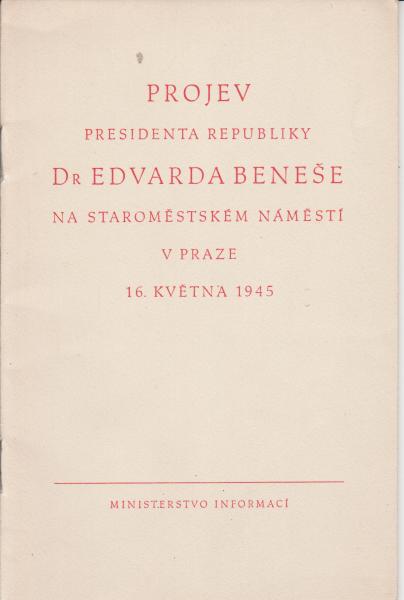 PROJEV
PRESIDENTA REPUBLIKY
DR EDVARDA BENEŠE
NA STAROMĚSTSKÉM NÁMĚSTÍ
V PRAZE
16. KVĚTNA 1945
MINISTERSTVO INFORMACÍ